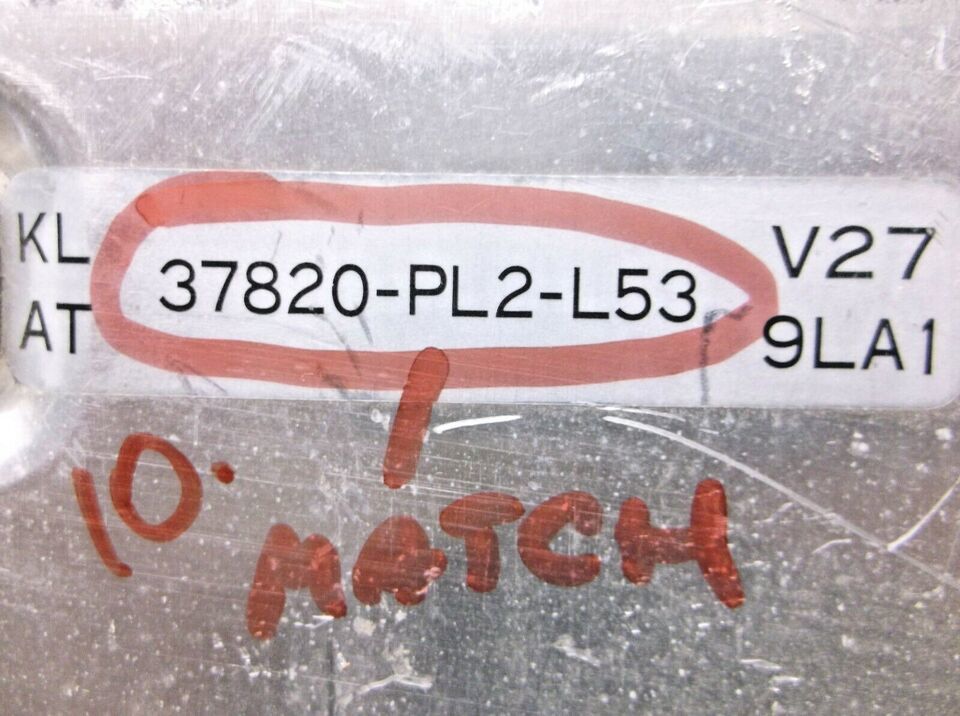 KL 37820-PL2-L53 V27
AT 9LA1
10.
MATCH